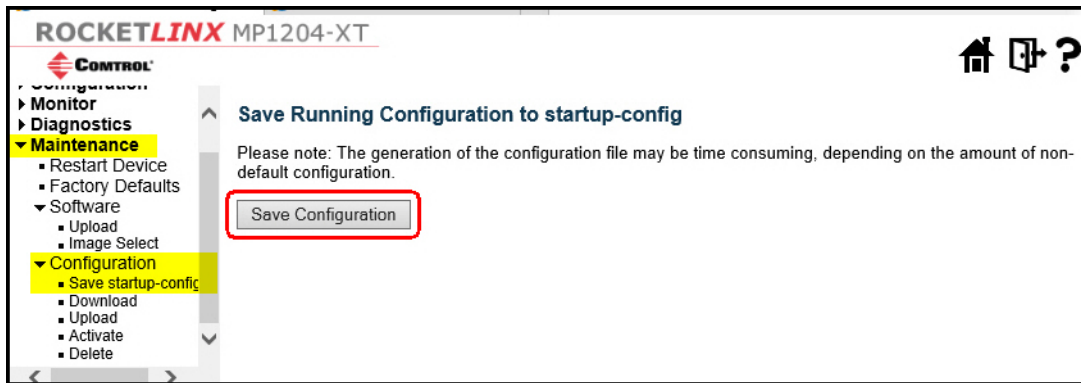 ROCKETLINX MP1204-XT
COMTROL
Configuration
Monitor
Diagnostics
Maintenance
Restart Device
Factory Defaults
Software
Upload
Image Select
Configuration
Save startup-config
Download
Upload
Activate
Delete
Save Running Configuration to startup-config
Please note: The generation of the configuration file may be time consuming, depending on the amount of non-
default configuration.
Save Configuration
?